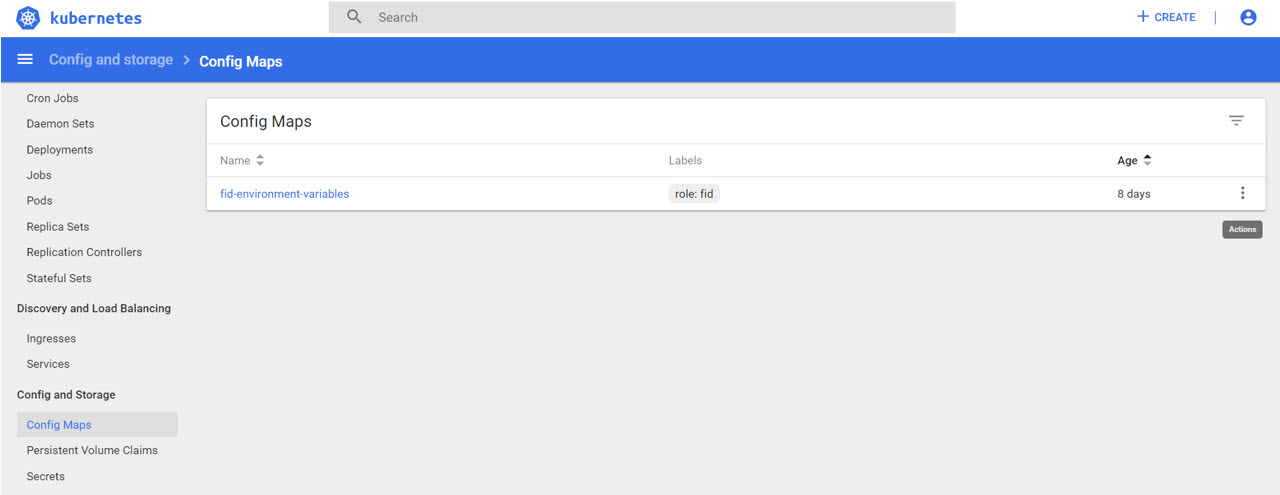 kubernetes
Search
CREATE
Config and storage > Config Maps
Cron Jobs
Daemon Sets
Deployments
Jobs
Pods
Replica Sets
Replication Controllers
Stateful Sets
Discovery and Load Balancing
Ingresses
Services
Config and Storage
Config Maps
Persistent Volume Claims
Secrets
Config Maps
Name Labels Age
fid-environment-variables role: fid 8 days
Actions